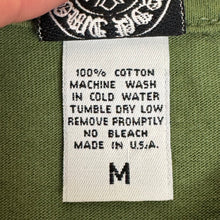 100% COTTON
MACHINE WASH
IN COLD WATER
TUMBLE DRY LOW
REMOVE PROMPTLY
NO BLEACH
MADE IN U.S.A.
M